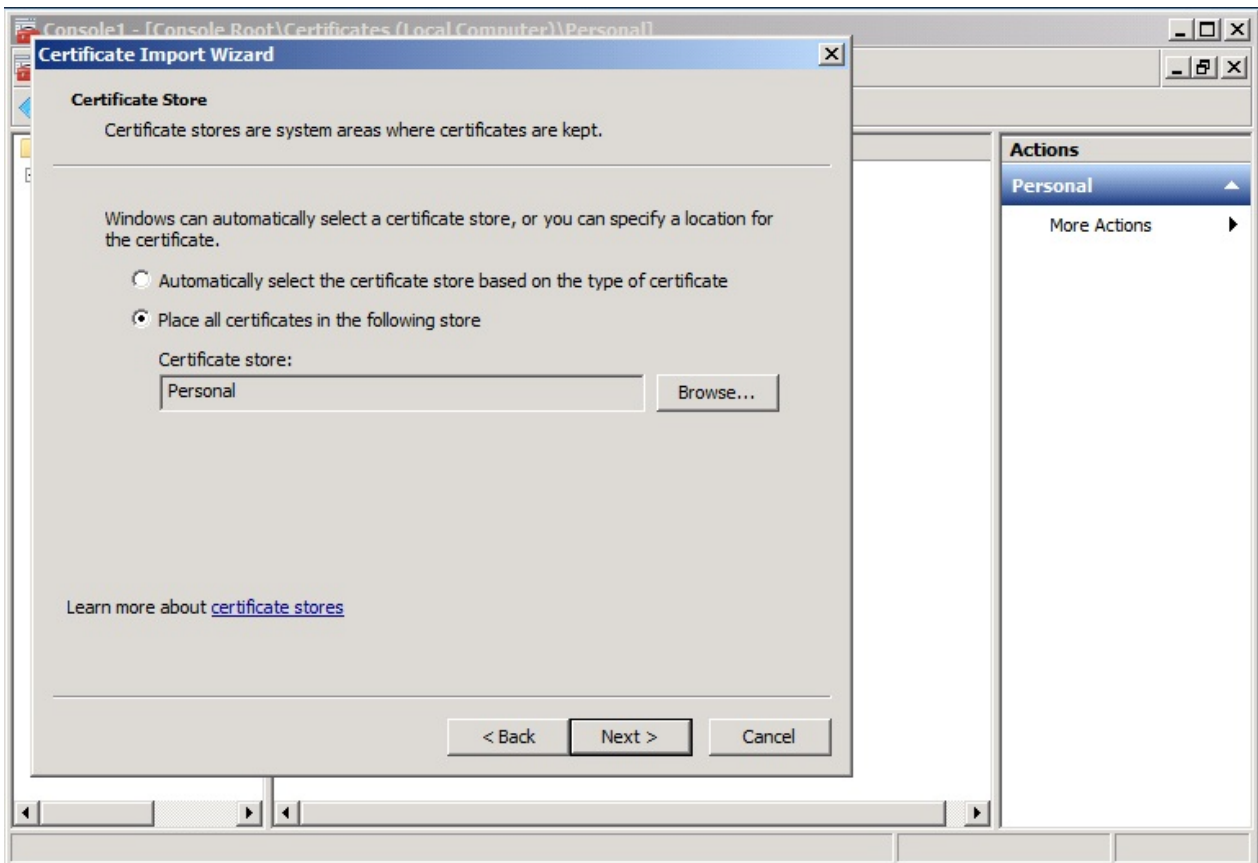 Console1 - [Console Root\Certificates (Local Computer)\Personal]
Certificate Import Wizard
Certificate Store
Certificate stores are system areas where certificates are kept.
Windows can automatically select a certificate store, or you can specify a location for
the certificate.
Automatically select the certificate store based on the type of certificate
Place all certificates in the following store
Certificate store:
Personal
Browse...
Learn more about certificate stores
< Back
Next >
Cancel
Actions
Personal
More Actions